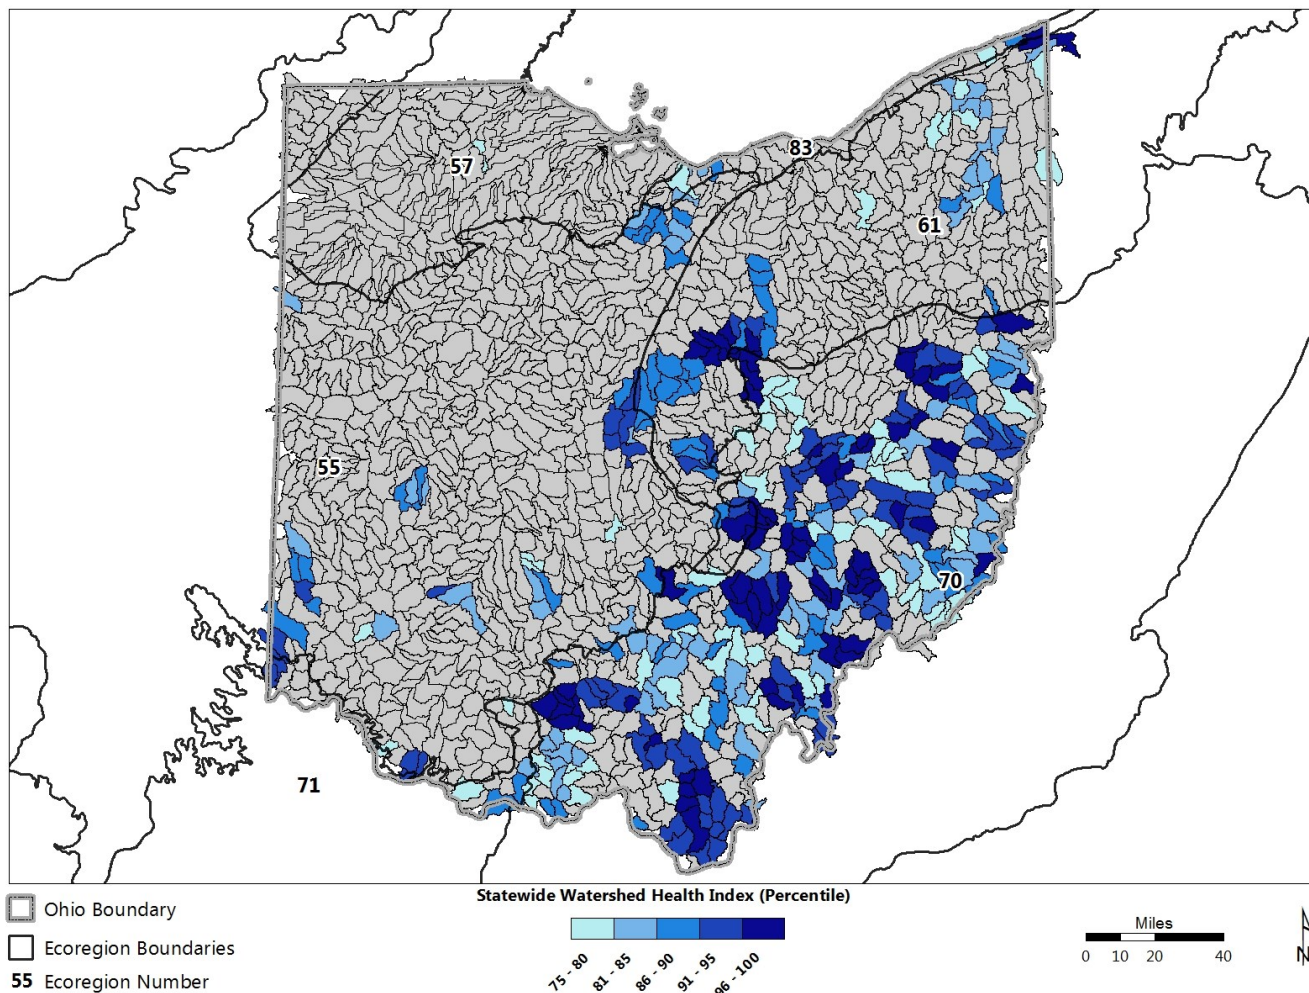 83
57
61
55
70
71
Statewide Watershed Health Index (Percentile)
75 - 80
81 - 85
86 - 90
91 - 95
96 - 100
Ohio Boundary
Ecoregion Boundaries
55 Ecoregion Number
Miles
0 10 20 40
N